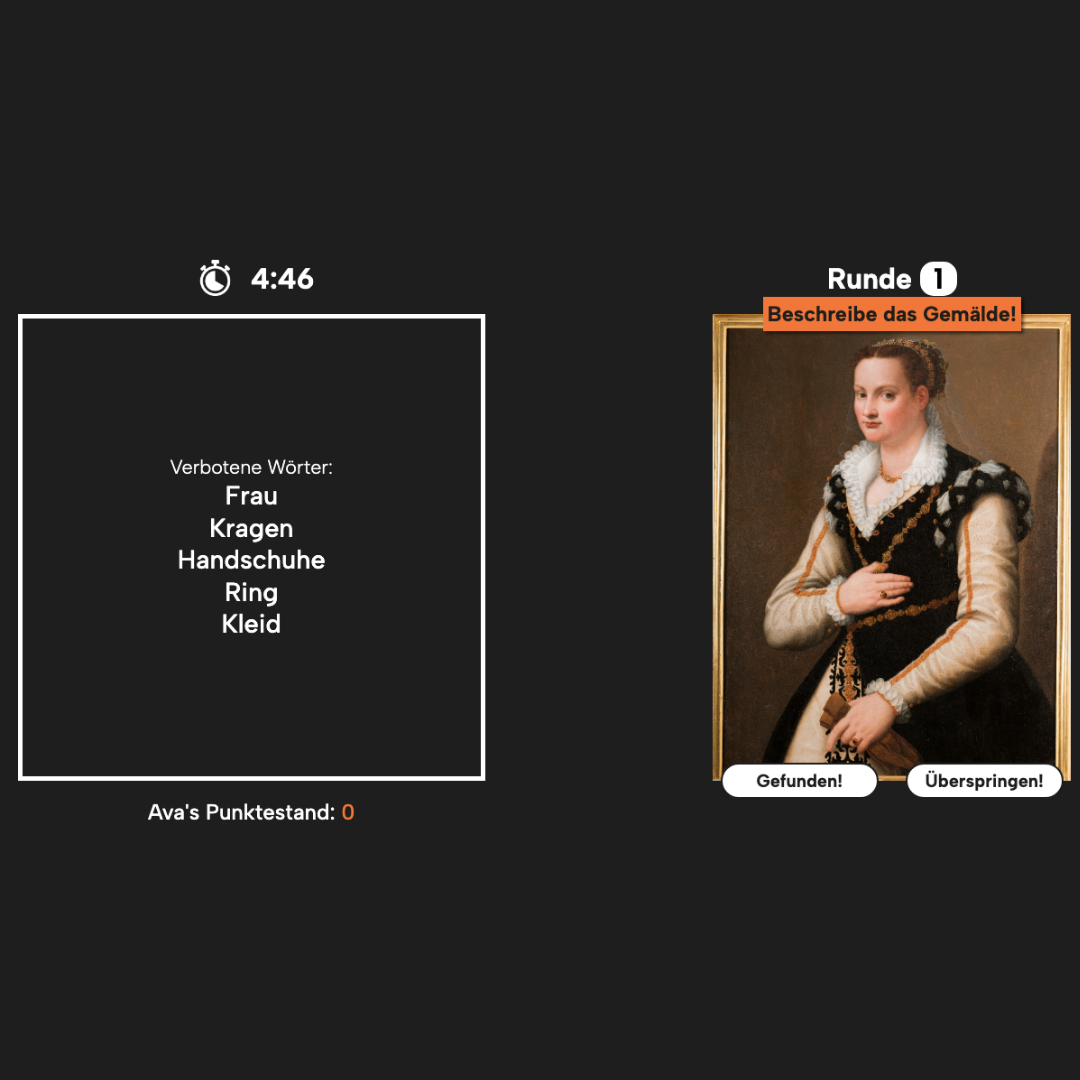 4:46
Verbotene Wörter:
Frau
Kragen
Handschuhe
Ring
Kleid
Ava's Punktestand: 0
Runde 1
Beschreibe das Gemälde!
Gefunden!
Überspringen!